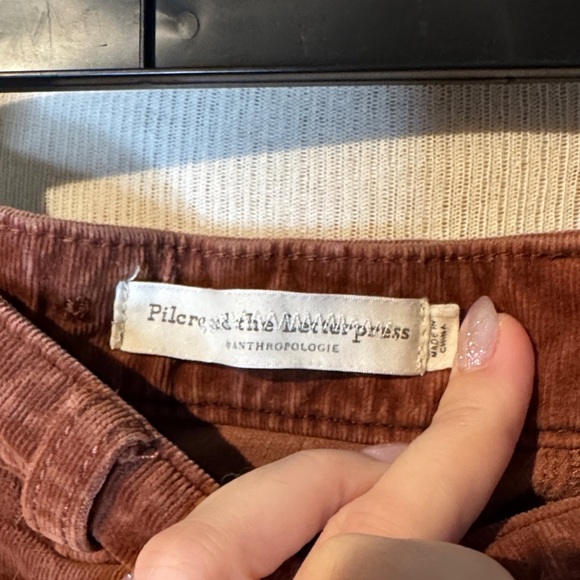 Pilcro and the Letterpress
ANTHROPOLOGIE
MADE IN
CHINA